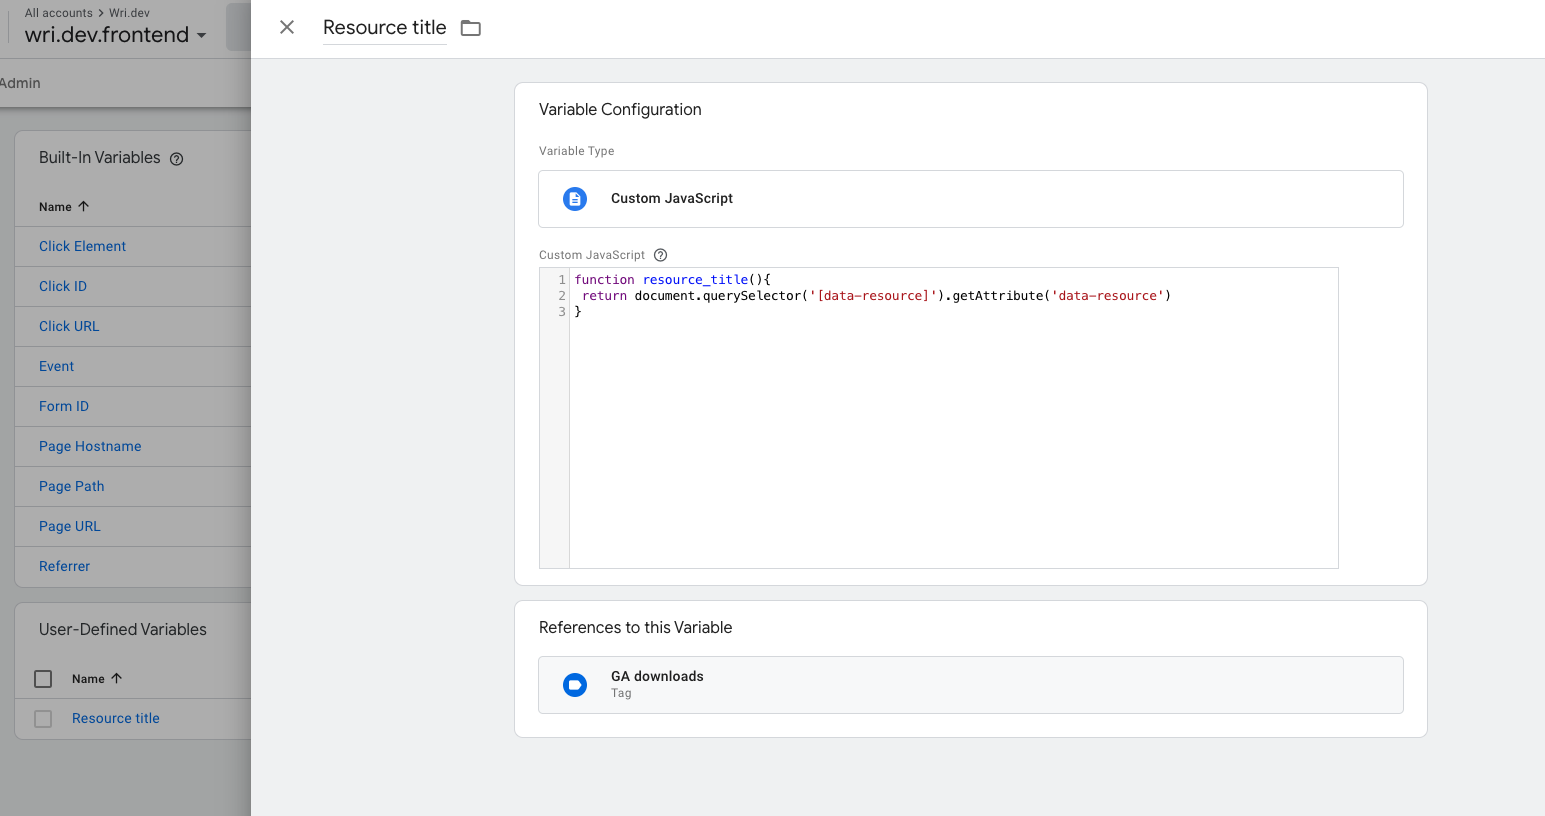 All accounts > Wri.dev
wri.dev.frontend
Admin
Built-In Variables
Name
Click Element
Click ID
Click URL
Event
Form ID
Page Hostname
Page Path
Page URL
Referrer
User-Defined Variables
Name
Resource title
Resource title
Variable Configuration
Variable Type
Custom JavaScript
Custom JavaScript
1 function resource_title(){
2  return document.querySelector('[data-resource]').getAttribute('data-resource')
3 }
References to this Variable
GA downloads
Tag